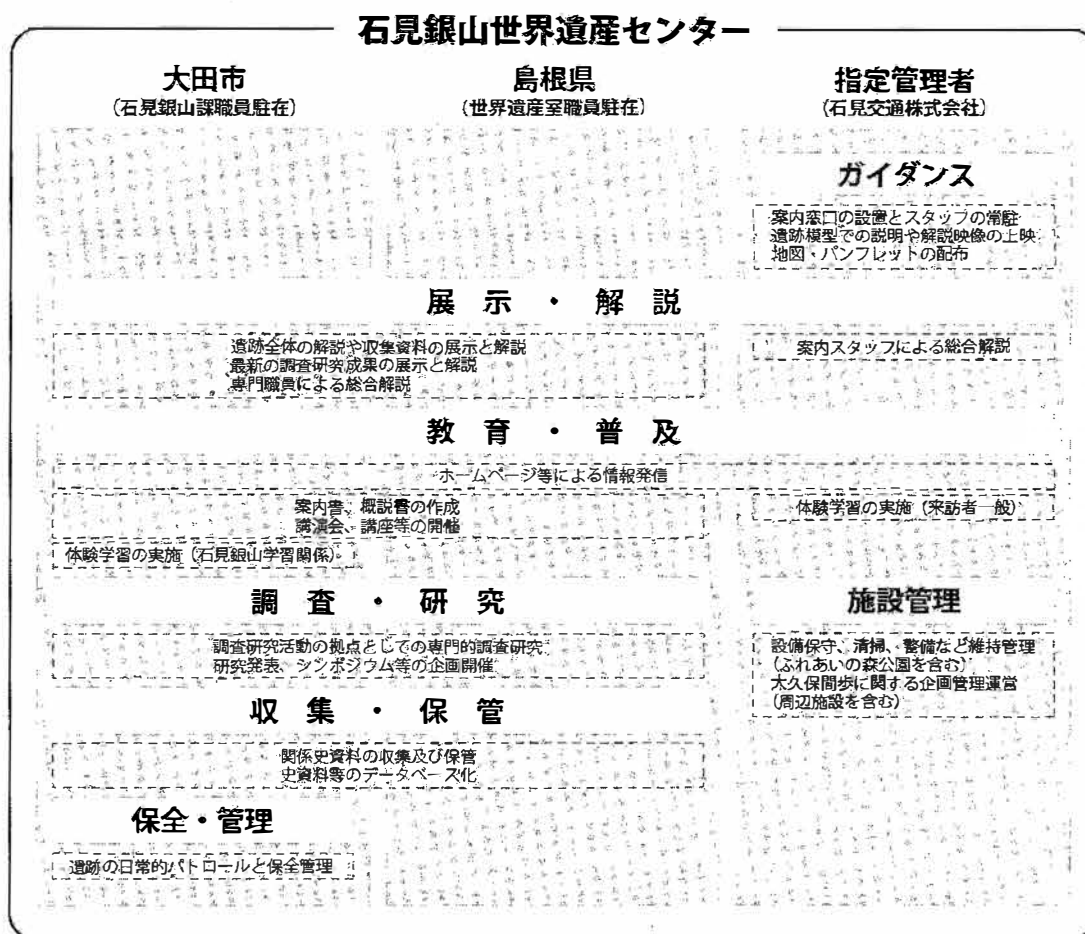 石見銀山世界遺産センター
大田市
(石見銀山課職員駐在)
島根県
(世界遺産室職員駐在)
指定管理者
(石見交通株式会社)
ガイダンス
案内窓口の設置とスタップの常駐
遺跡模型での説明や解説映像の上映
地図・パンフレットの配布
展示・解説
遺跡全体の解説や収集資料の展示と解説
最新の調査研究成果の展示と解説
専門職員による総合解説
案内スタッフによる総合解説
教育・普及
ホームページ等による情報発信
案内書、概説書の作成
講演会、講座等の開催
体験学習の実施(来訪者一般)
体験学習の実施(石見銀山学習関係)
調査・研究
調査研究活動の拠点としての専門的調査研究
研究発表、シンポジウム等の企画開催
施設管理
設備保守、清掃、整備など維持管理
(ふれあいの森公園を含む)
大久保間歩に関する企画管理運営
(周辺施設を含む)
収集・保管
関係史資料の収集及び保管
史資料等のデータベース化
保全・管理
遺跡の日常的パトロールと保全管理